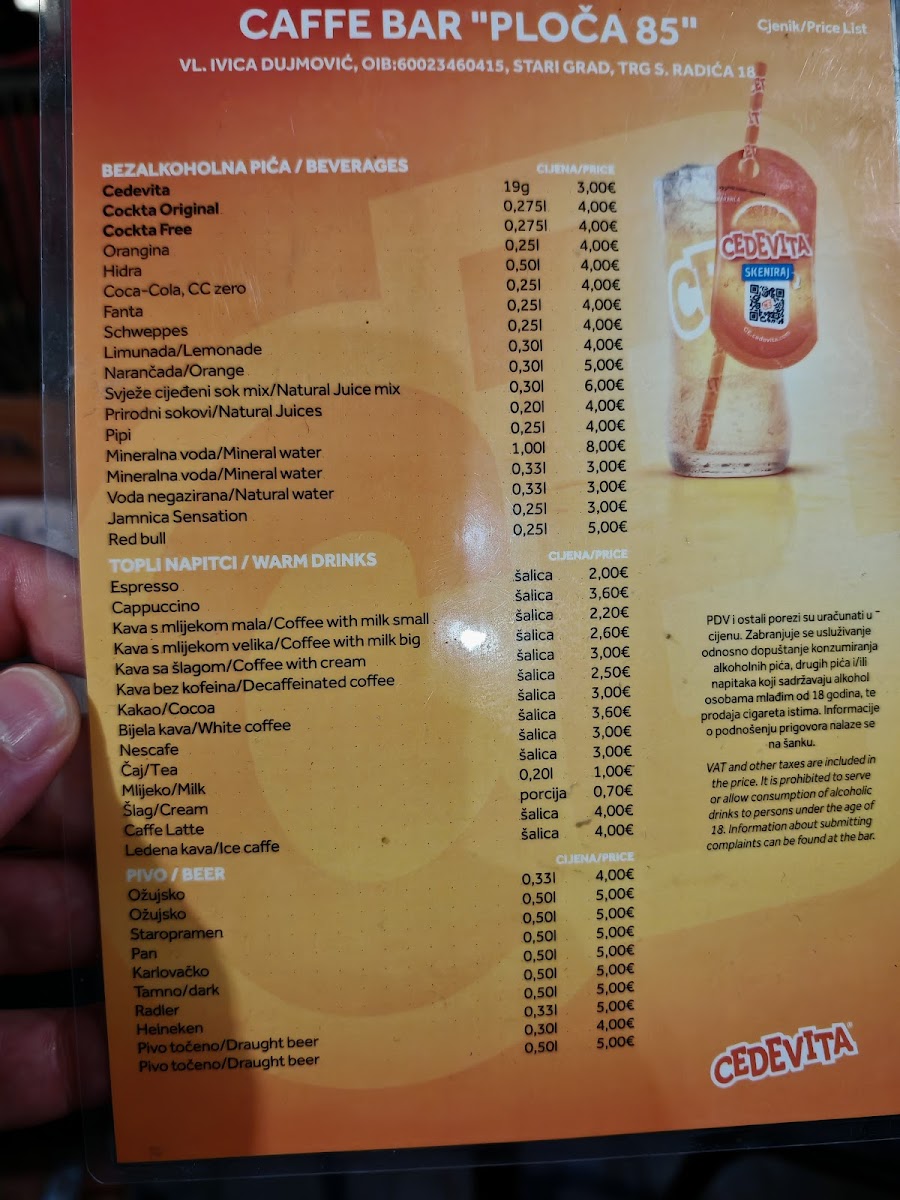 CAFFE BAR "PLOČA 85"
Cjenik/Price List
VL. IVICA DUJMOVIĆ, OIB:60023460415, STARI GRAD, TRG S. RADIĆA 18
BEZALKOHOLNA PIĆA / BEVERAGES CIJENA/PRICE
Cedevita 19g 3,00€
Cockta Original 0,275l 4,00€
Cockta Free 0,275l 4,00€
Orangina 0,25l 4,00€
Hidra 0,50l 4,00€
Coca-Cola, CC zero 0,25l 4,00€
Fanta 0,25l 4,00€
Schweppes 0,25l 4,00€
Limunada/Lemonade 0,30l 4,00€
Narančada/Orange 0,30l 5,00€
Svježe cijeđeni sok mix/Natural Juice mix 0,30l 6,00€
Prirodni sokovi/Natural Juices 0,20l 4,00€
Pipi 0,25l 4,00€
Mineralna voda/Mineral water 1,00l 8,00€
Mineralna voda/Mineral water 0,33l 3,00€
Voda negazirana/Natural water 0,33l 3,00€
Jamnica Sensation 0,25l 3,00€
Red bull 0,25l 5,00€
TOPLI NAPITCI / WARM DRINKS CIJENA/PRICE
Espresso šalica 2,00€
Cappuccino šalica 3,60€
Kava s mlijekom mala/Coffee with milk small šalica 2,20€
Kava s mlijekom velika/Coffee with milk big šalica 2,60€
Kava sa šlagom/Coffee with cream šalica 3,00€
Kava bez kofeina/Decaffeinated coffee šalica 2,50€
Kakao/Cocoa šalica 3,00€
Bijela kava/White coffee šalica 3,60€
Nescafe šalica 3,00€
Čaj/Tea šalica 3,00€
Mlijeko/Milk 0,20l 1,00€
Šlag/Cream porcija 0,70€
Caffe Latte šalica 4,00€
Ledena kava/Ice caffe šalica 4,00€
PIVO / BEER CIJENA/PRICE
Ožujsko 0,33l 4,00€
Ožujsko 0,50l 5,00€
Staropramen 0,50l 5,00€
Pan 0,50l 5,00€
Karlovačko 0,50l 5,00€
Tamno/dark 0,50l 5,00€
Radler 0,50l 5,00€
Heineken 0,33l 5,00€
Pivo točeno/Draught beer 0,30l 4,00€
Pivo točeno/Draught beer 0,50l 5,00€
CEDEVITA
SKENIRAJ
PDV i ostali porezi su uračunati u
cijenu. Zabranjuje se usluživanje
odnosno dopuštanje konzumiranja
alkoholnih pića, drugih pića i/ili
napitaka koji sadržavaju alkohol
osobama mlađim od 18 godina, te
prodaja cigareta istima. Informacije
o podnošenju prigovora nalaze se
na šanku.
VAT and other taxes are included in
the price. It is prohibited to serve
or allow consumption of alcoholic
drinks to persons under the age of
18. Information about submitting
complaints can be found at the bar.
CEDEVITA